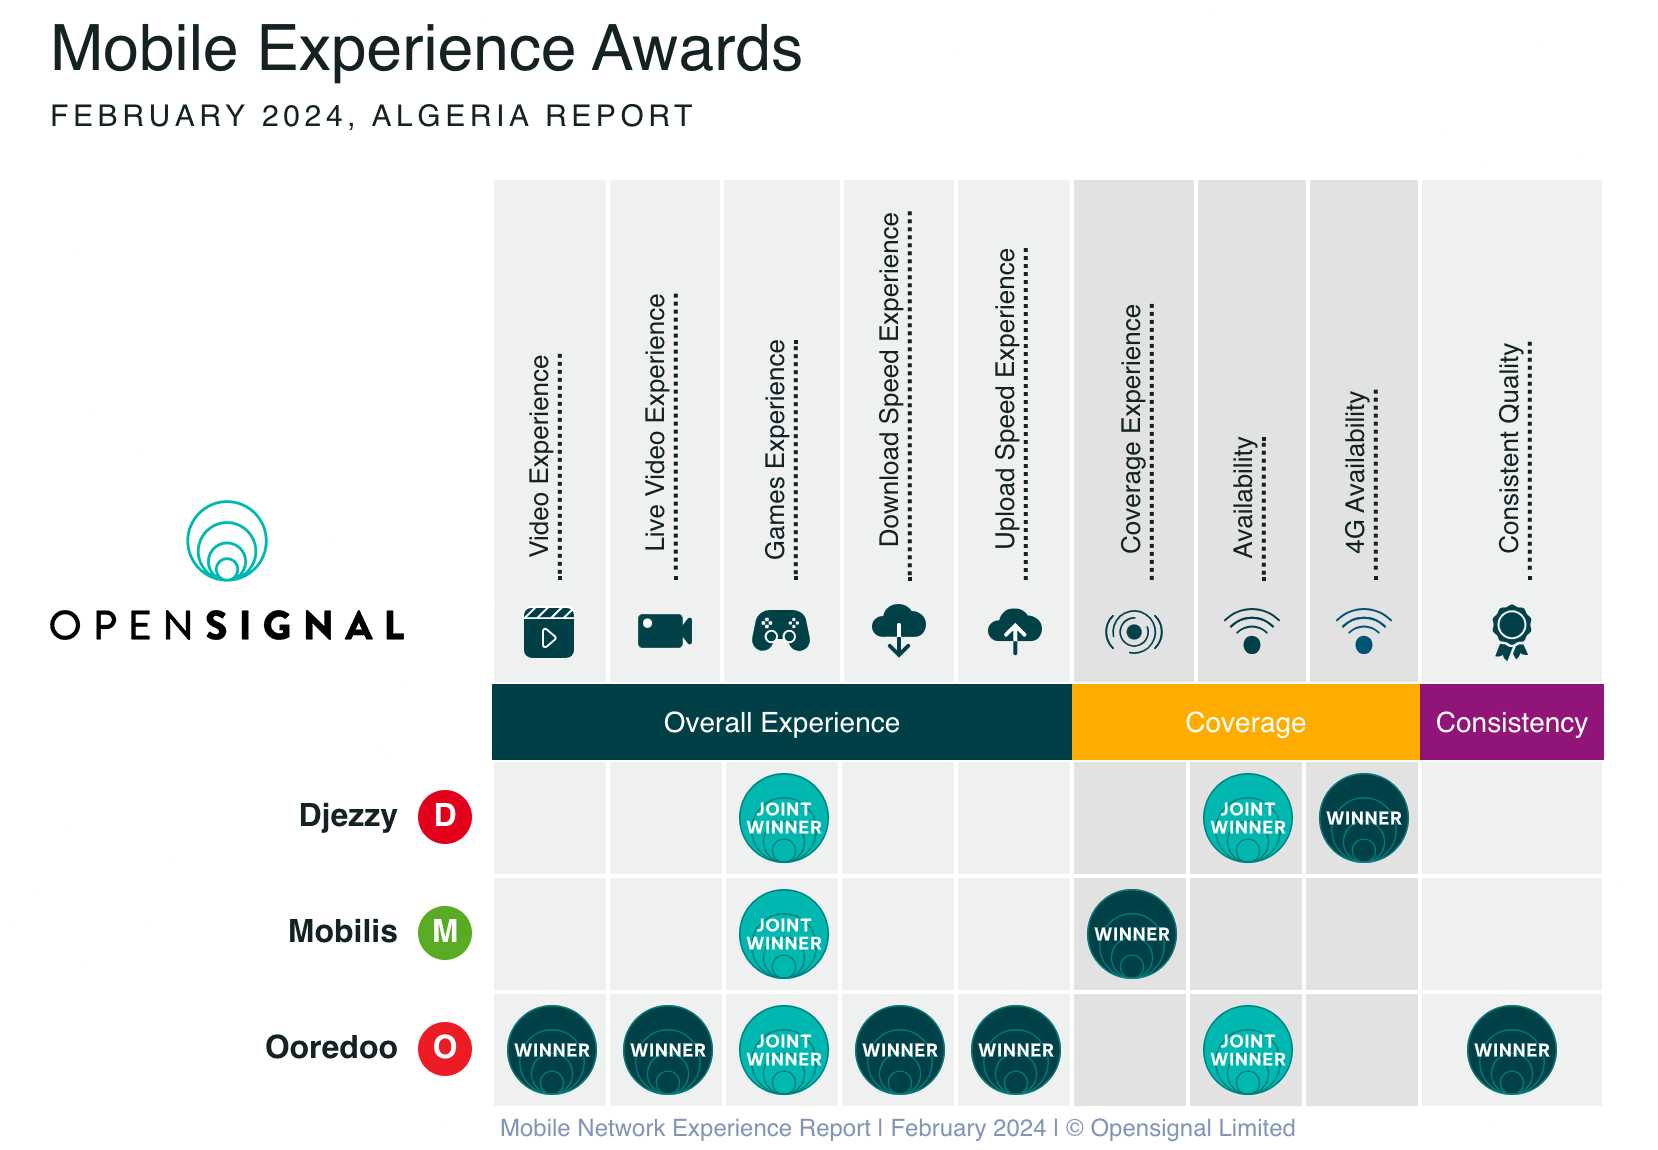 Mobile Experience Awards
FEBRUARY 2024, ALGERIA REPORT
Video Experience
Live Video Experience
Games Experience
Download Speed Experience
Upload Speed Experience
Coverage Experience
Availability
4G Availability
Consistent Quality
OPENSIGNAL
Overall Experience
Coverage
Consistency
Djezzy D
JOINT
WINNER
JOINT
WINNER
WINNER
Mobilis M
JOINT
WINNER
WINNER
Ooredoo O
WINNER
WINNER
JOINT
WINNER
WINNER
WINNER
JOINT
WINNER
WINNER
Mobile Network Experience Report | February 2024 | © Opensignal Limited